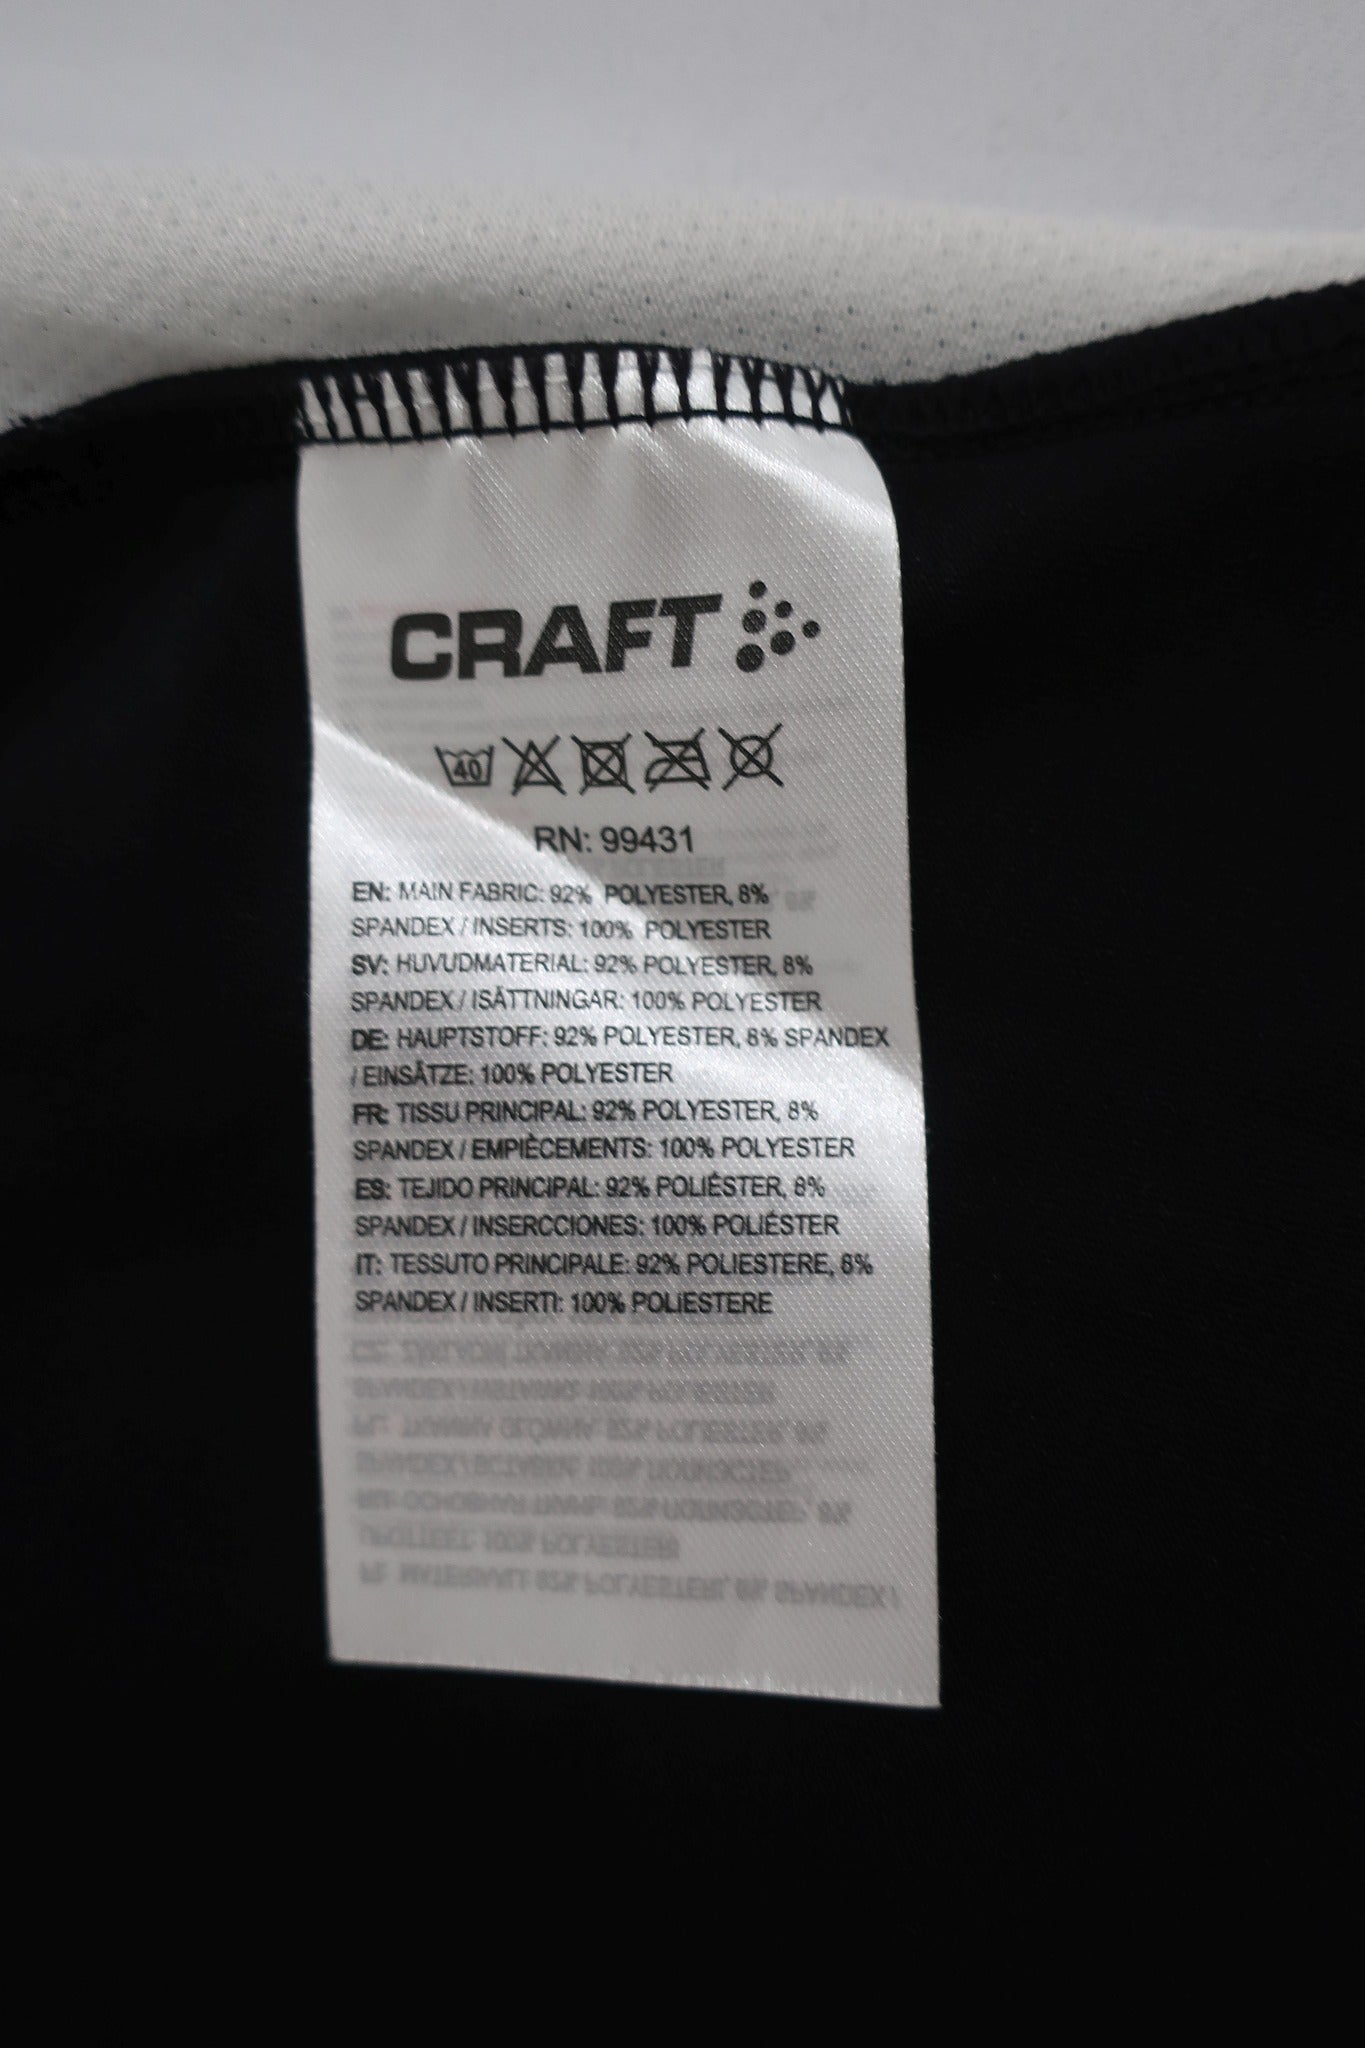 CRAFT
40
RN: 99431
EN: MAIN FABRIC: 92% POLYESTER, 8%
SPANDEX / INSERTS: 100% POLYESTER
SV: HUVUDMATERIAL: 92% POLYESTER, 8%
SPANDEX / ISÄTTNINGAR: 100% POLYESTER
DE: HAUPTSTOFF: 92% POLYESTER, 8% SPANDEX
/ EINSÄTZE: 100% POLYESTER
FR: TISSU PRINCIPAL: 92% POLYESTER, 8%
SPANDEX / EMPIÈCEMENTS: 100% POLYESTER
ES: TEJIDO PRINCIPAL: 92% POLIÉSTER, 8%
SPANDEX / INSERCCIONES: 100% POLIÉSTER
IT: TESSUTO PRINCIPALE: 92% POLIESTERE, 8%
SPANDEX / INSERTI: 100% POLIESTERE